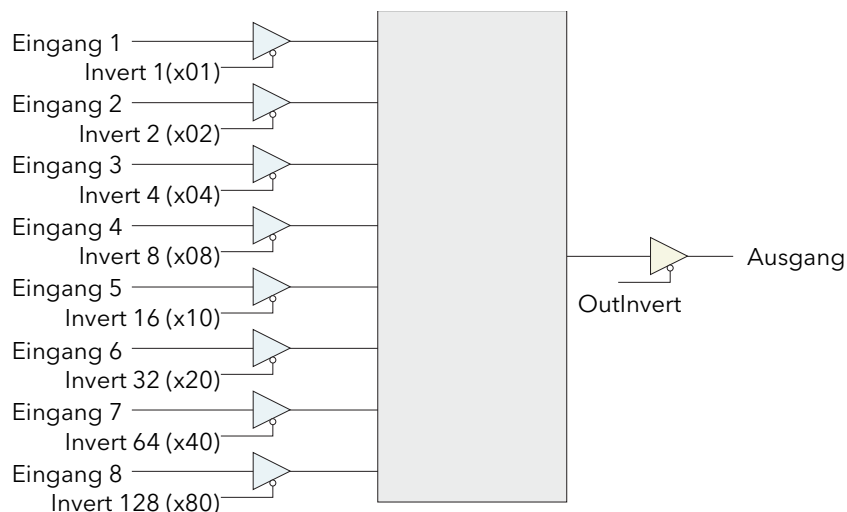 Eingang 1
Invert 1(x01)
Eingang 2
Invert 2 (x02)
Eingang 3
Invert 4 (x04)
Eingang 4
Invert 8 (x08)
Eingang 5
Invert 16 (x10)
Eingang 6
Invert 32 (x20)
Eingang 7
Invert 64 (x40)
Eingang 8
Invert 128 (x80)
Ausgang
OutInvert